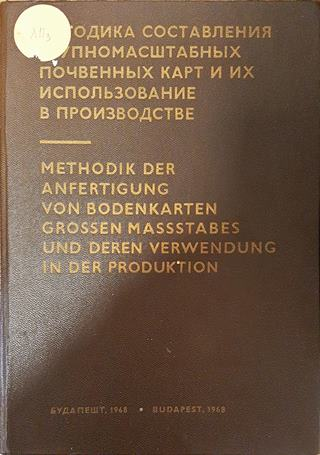 ЛПз
ТОДИКА СОСТАВЛЕНИЯ
УПНОМАСШТАБНЫХ
ПОЧВЕННЫХ КАРТ И ИХ
ИСПОЛЬЗОВАНИЕ
В ПРОИЗВОДСТВЕ
METHODIK DER
ANFERTIGUNG
VON BODENKARTEN
GROSSEN MASSSTABES
UND DEREN VERWENDUNG
IN DER PRODUKTION
БУДАПЕШТ, 1968 • BUDAPEST, 1968